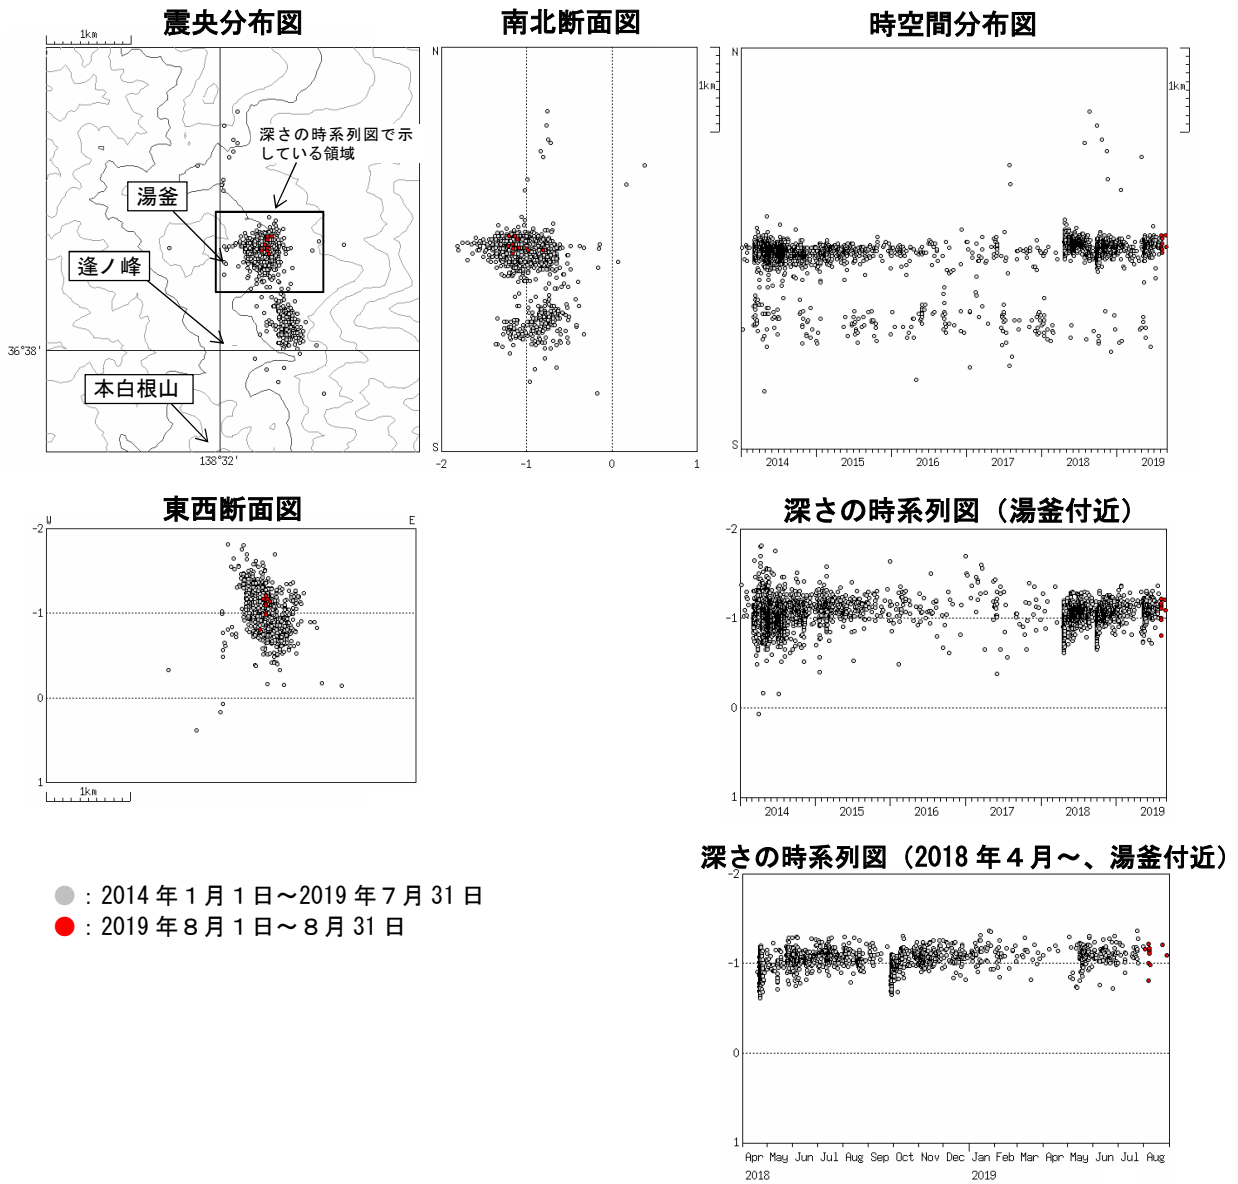 震央分布図
1km
深さの時系列図で示
している領域
湯釜
逢ノ峰
36°38'
本白根山
138°32'
南北断面図
N
1km
S
-2 -1 0 1
時空間分布図
N
1km
S
2014 2015 2016 2017 2018 2019
東西断面図
W E
-2
-1
0
1
1km
深さの時系列図（湯釜付近）
-2
-1
0
1
2014 2015 2016 2017 2018 2019
深さの時系列図（2018 年４月～、湯釜付近）
-2
-1
0
1
Apr May Jun Jul Aug Sep Oct Nov Dec Jan Feb Mar Apr May Jun Jul Aug
2018 2019
：2014 年１月１日～2019 年７月 31 日
：2019 年８月１日～８月 31 日